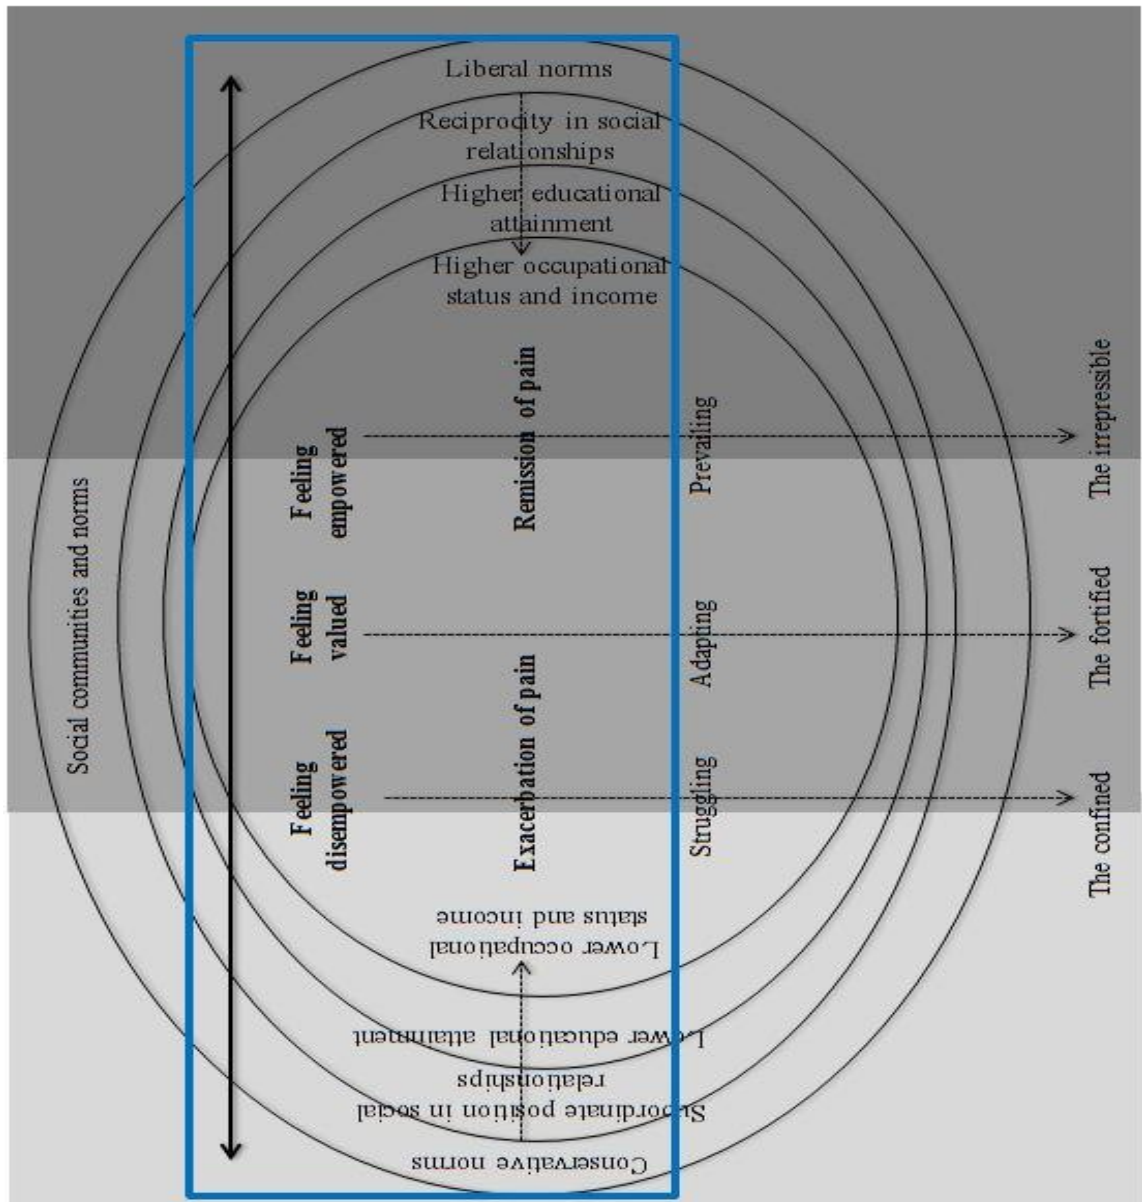 Liberal norms
Reciprocity in social
relationships
Higher educational
attainment
Higher occupational
status and income
Social communities and norms
Feeling
empowered
Remission of pain
Prevailing
The irrepressible
Feeling
valued
Adapting
The fortified
Feeling
disempowered
Exacerbation of pain
Struggling
The confined
Lower occupational
status and income
Lower educational attainment
Subordinate position in social
relationships
Conservative norms